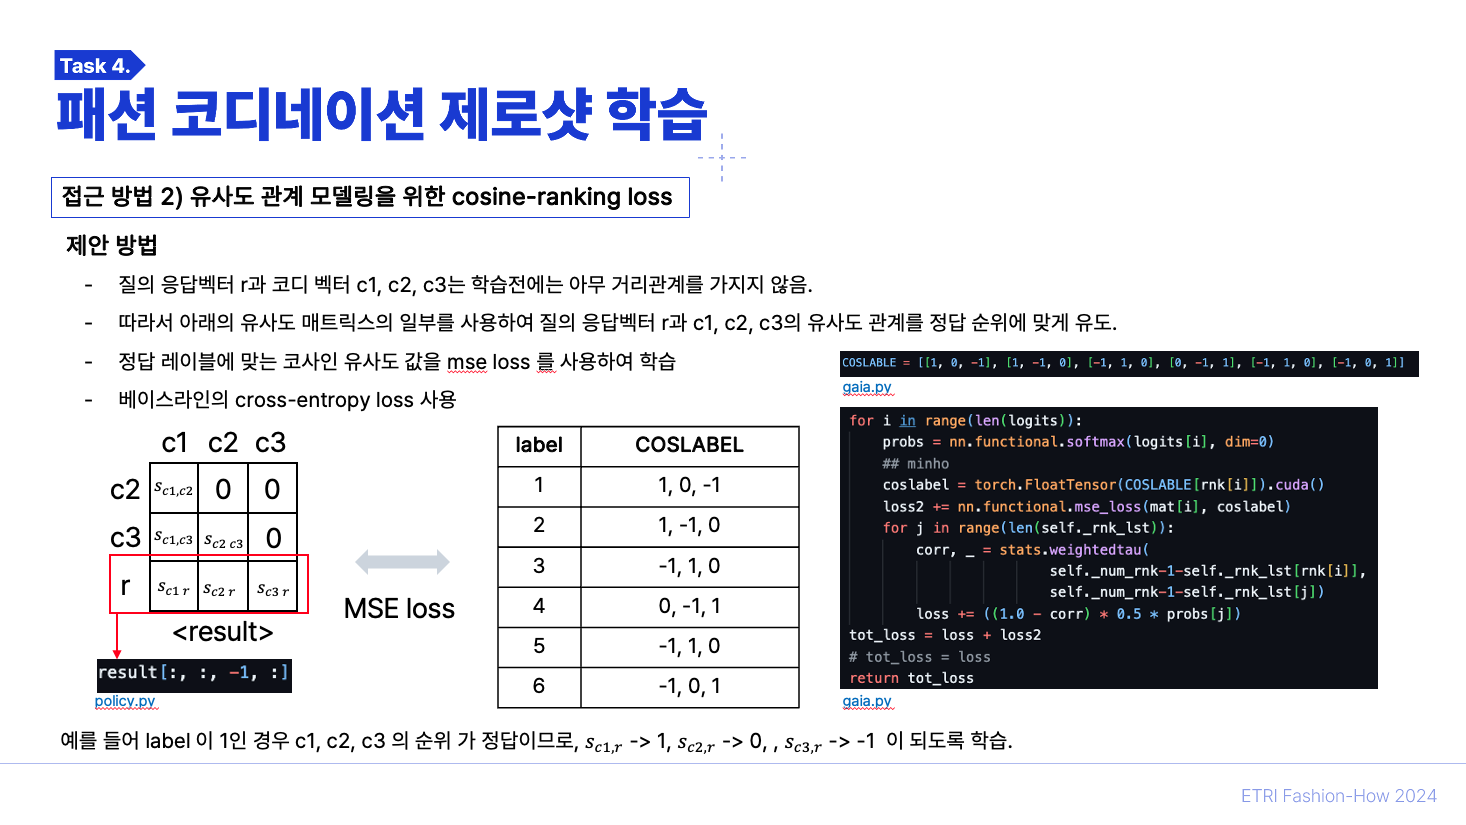 Task 4.
패션 코디네이션 제로샷 학습
접근 방법 2) 유사도 관계 모델링을 위한 cosine-ranking loss
제안 방법
- 질의 응답벡터 r과 코디 벡터 c1, c2, c3는 학습전에는 아무 거리관계를 가지지 않음.
- 따라서 아래의 유사도 매트릭스의 일부를 사용하여 질의 응답벡터 r과 c1, c2, c3의 유사도 관계를 정답 순위에 맞게 유도.
- 정답 레이블에 맞는 코사인 유사도 값을 mse loss 를 사용하여 학습
- 베이스라인의 cross-entropy loss 사용
c1 c2 c3
c2 s_{c1,c2} 0 0
c3 s_{c1,c3} s_{c2 c3} 0
r s_{c1 r} s_{c2 r} s_{c3 r}
<result>
result[:, :, -1, :]
policy.py
MSE loss
label COSLABEL
1 1, 0, -1
2 1, -1, 0
3 -1, 1, 0
4 0, -1, 1
5 -1, 1, 0
6 -1, 0, 1
COSLABLE = [[1, 0, -1], [1, -1, 0], [-1, 1, 0], [0, -1, 1], [-1, 1, 0], [-1, 0, 1]]
gaia.py
for i in range(len(logits)):
probs = nn.functional.softmax(logits[i], dim=0)
## minho
coslabel = torch.FloatTensor(COSLABLE[rnk[i]]).cuda()
loss2 += nn.functional.mse_loss(mat[i], coslabel)
for j in range(len(self._rnk_lst)):
corr, _ = stats.weightedtau(
self._num_rnk-1-self._rnk_lst[rnk[i]],
self._num_rnk-1-self._rnk_lst[j])
loss += ((1.0 - corr) * 0.5 * probs[j])
tot_loss = loss + loss2
# tot_loss = loss
return tot_loss
gaia.py
예를 들어 label 이 1인 경우 c1, c2, c3 의 순위 가 정답이므로, s_{c1,r} -> 1, s_{c2,r} -> 0, , s_{c3,r} -> -1 이 되도록 학습.
ETRI Fashion-How 2024